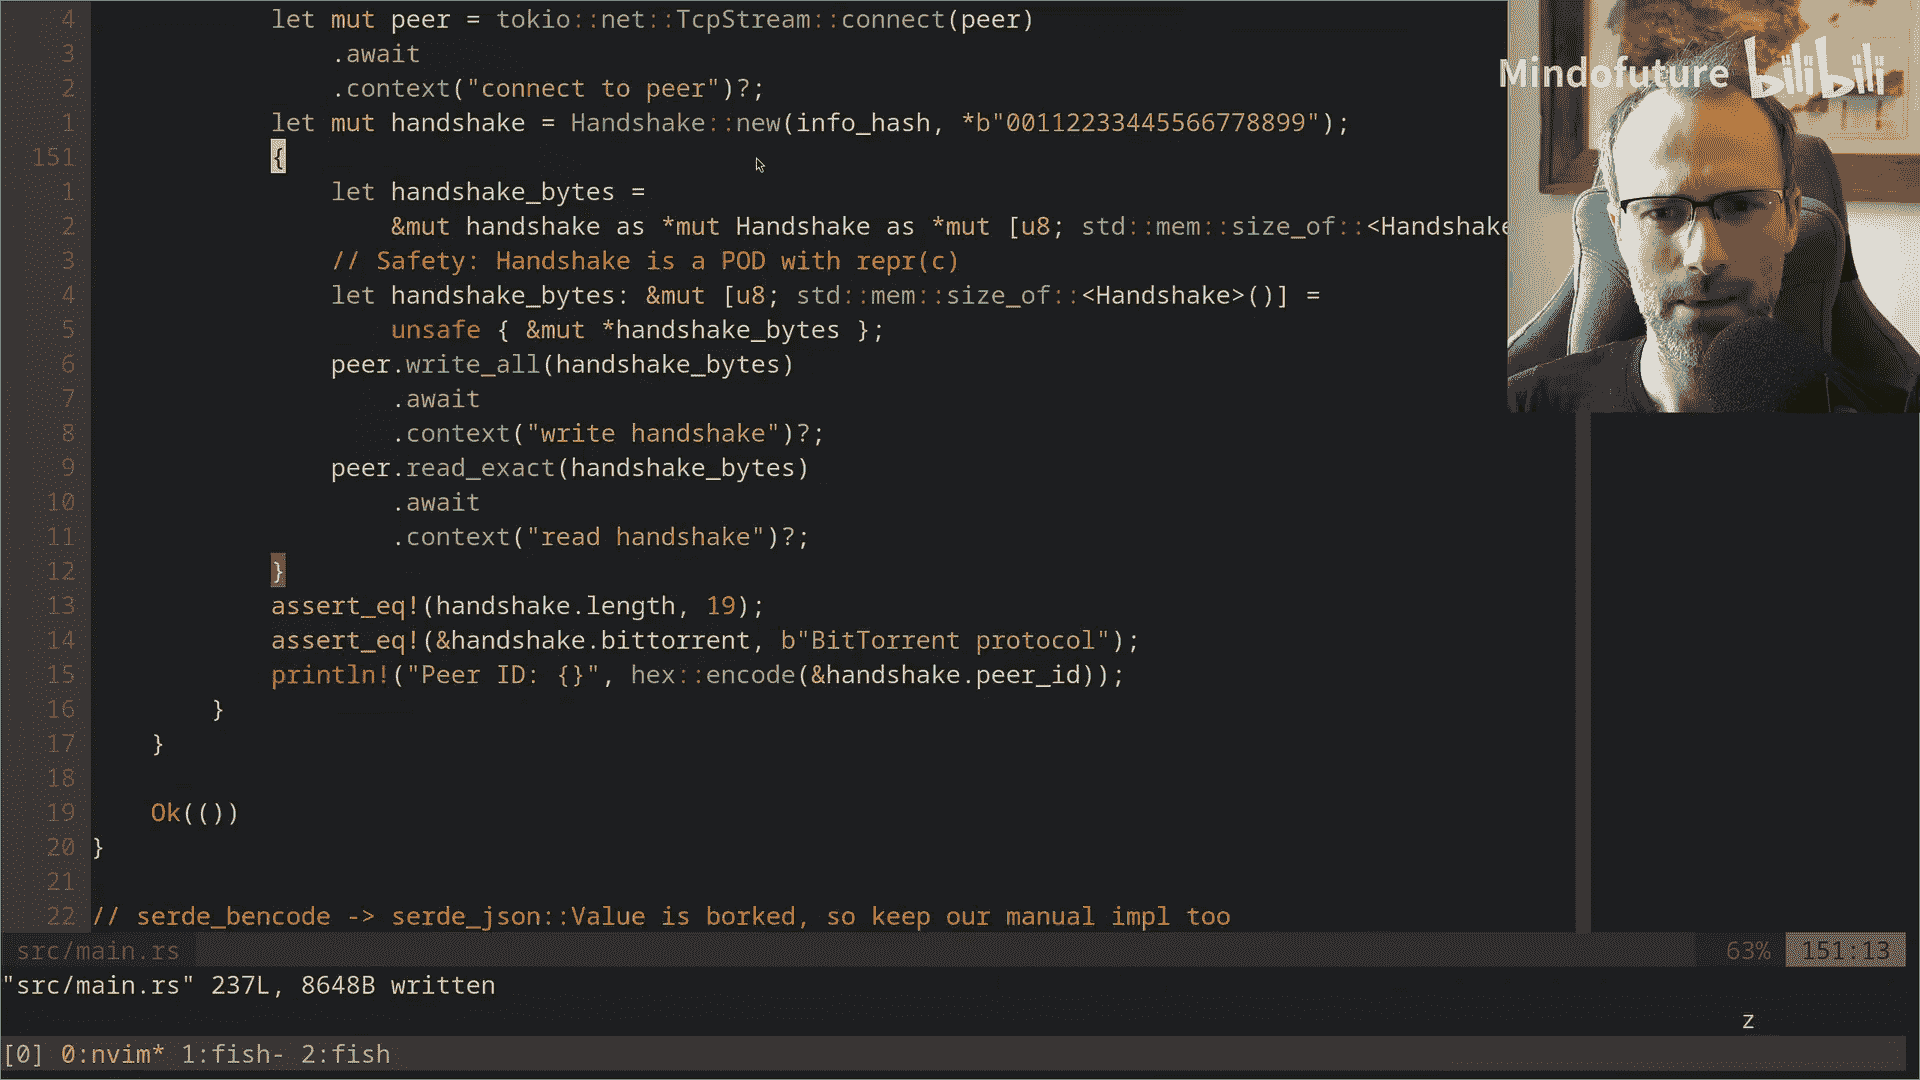 4 let mut peer = tokio::net::TcpStream::connect(peer)
3 .await
2 .context("connect to peer")?;
Mindofuture bilibili
1 let mut handshake = Handshake::new(info_hash, *b"00112233445566778899");
151 {
1 let handshake_bytes =
2 &mut handshake as *mut Handshake as *mut [u8; std::mem::size_of::<Handshake
3 // Safety: Handshake is a POD with repr(c)
4 let handshake_bytes: &mut [u8; std::mem::size_of::<Handshake>()] =
5 unsafe { &mut *handshake_bytes };
6 peer.write_all(handshake_bytes)
7 .await
8 .context("write handshake")?;
9 peer.read_exact(handshake_bytes)
10 .await
11 .context("read handshake")?;
12 }
13 assert_eq!(handshake.length, 19);
14 assert_eq!(&handshake.bittorrent, b"BitTorrent protocol");
15 println!("Peer ID: {}", hex::encode(&handshake.peer_id));
16 }
17 }
18
19 Ok(())
20 }
21
22 // serde_bencode -> serde_json::Value is borked, so keep our manual impl too
src/main.rs 63% 151:13
"src/main.rs" 237L, 8648B written
z
[0] 0:nvim* 1:fish- 2:fish